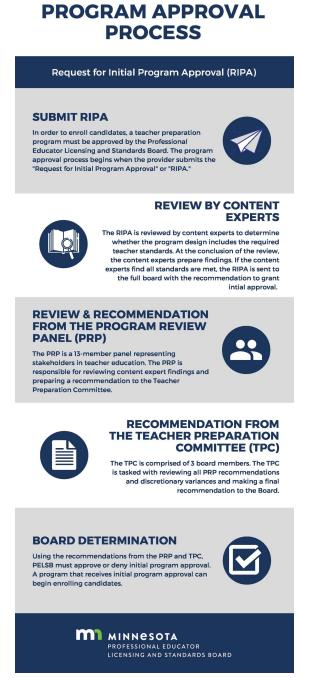 PROGRAM APPROVAL
PROCESS
Request for Initial Program Approval (RIPA)
SUBMIT RIPA
In order to enroll candidates, a teacher preparation
program must be approved by the Professional
Educator Licensing and Standards Board. The program
approval process begins when the provider submits the
"Request for Initial Program Approval" or "RIPA."
REVIEW BY CONTENT
EXPERTS
The RIPA is reviewed by content experts to determine
whether the program design includes the required
teacher standards. At the conclusion of the review,
the content experts prepare findings. If the content
experts find all standards are met, the RIPA is sent to
the full board with the recommendation to grant
intial approval.
REVIEW & RECOMMENDATION
FROM THE PROGRAM REVIEW
PANEL (PRP)
The PRP is a 13-member panel representing
stakeholders in teacher education. The PRP is
responsible for reviewing content expert findings and
preparing a recommendation to the Teacher
Preparation Committee.
RECOMMENDATION FROM
THE TEACHER PREPARATION
COMMITTEE (TPC)
The TPC is comprised of 3 board members. The TPC
is tasked with reviewing all PRP recommendations
and discretionary variances and making a final
recommendation to the Board.
BOARD DETERMINATION
Using the recommendations from the PRP and TPC,
PELSB must approve or deny initial program approval.
A program that receives initial program approval can
begin enrolling candidates.
mn MINNESOTA
PROFESSIONAL EDUCATOR
LICENSING AND STANDARDS BOARD